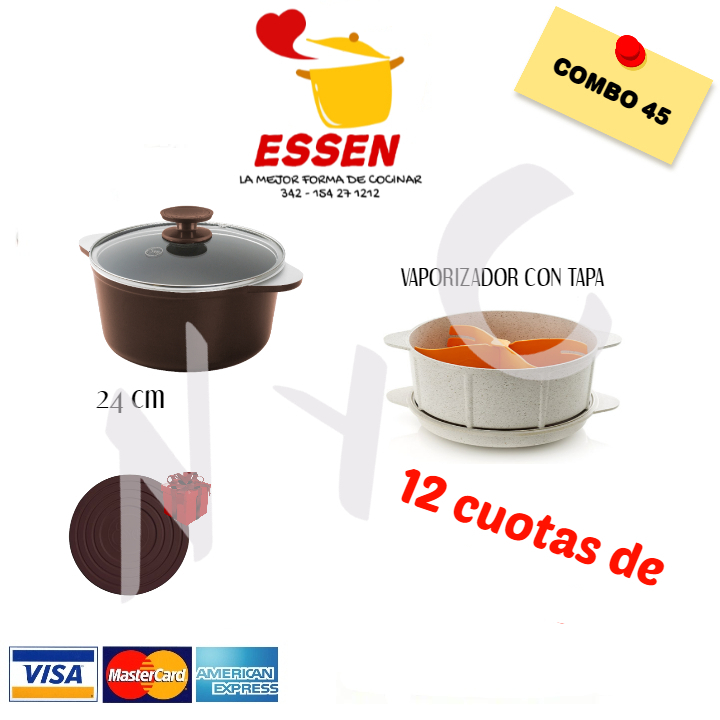 ESSEN
LA MEJOR FORMA DE COCINAR
342 - 154 27 1212
COMBO 45
VAPORIZADOR CON TAPA
24 cm
12 cuotas de
NyC
VISA
MasterCard
AMERICAN
EXPRESS